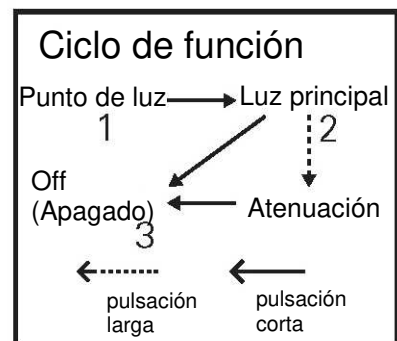 Ciclo de función
Punto de luz Luz principal
1 2
Off
(Apagado) Atenuación
3
pulsación pulsación
larga corta